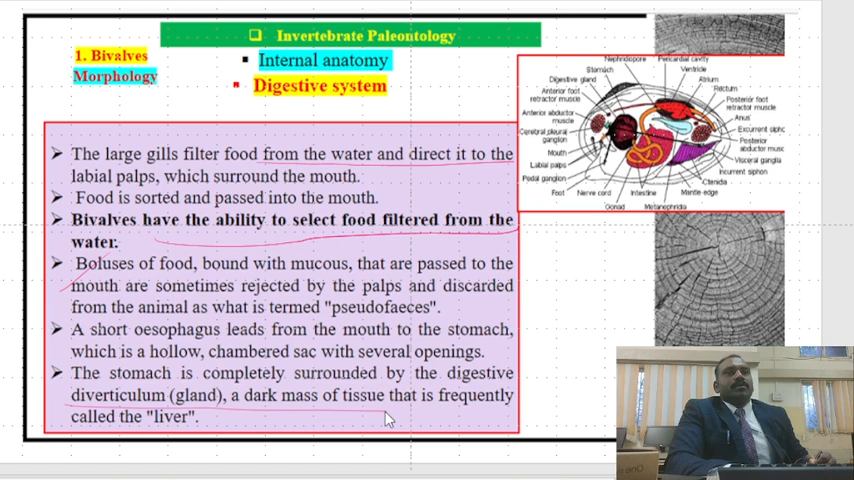 Invertebrate Paleontology
1. Bivalves
Morphology
Internal anatomy
Digestive system
The large gills filter food from the water and direct it to the
labial palps, which surround the mouth.
Food is sorted and passed into the mouth.
Bivalves have the ability to select food filtered from the
water.
Boluses of food, bound with mucous, that are passed to the
mouth are sometimes rejected by the palps and discarded
from the animal as what is termed "pseudofaeces".
A short oesophagus leads from the mouth to the stomach,
which is a hollow, chambered sac with several openings.
The stomach is completely surrounded by the digestive
diverticulum (gland), a dark mass of tissue that is frequently
called the "liver".
Nephridiopore
Pericardial cavity
Stomach
Ventricle
Digestive gland
Atrium
Anterior foot
retractor muscle
Rectum
Posterior foot
retractor muscle
Anterior abductor
muscle
Anus
Cerebral pleural
ganglion
Excurrent siphc
Posterior
abductor musc
Mouth
Visceral ganglia
Labial palps
Incurrent siphon
Pedal ganglion
Ctenidia
Foot
Nerve cord
Intestine
Mantle edge
Gonad
Metanephridia